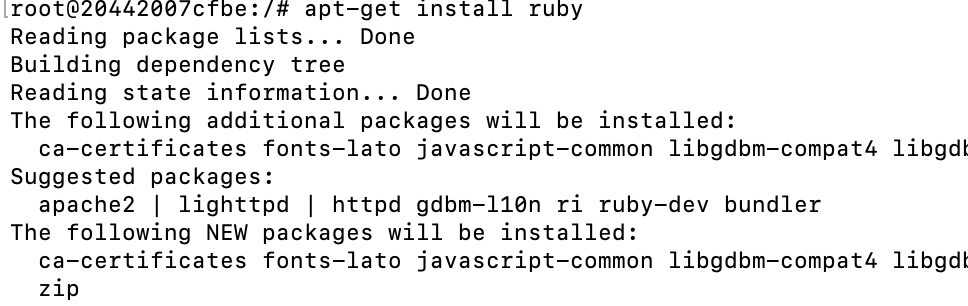 root@20442007cfbe:/# apt-get install ruby
Reading package lists... Done
Building dependency tree
Reading state information... Done
The following additional packages will be installed:
  ca-certificates fonts-lato javascript-common libgdbm-compat4 libgdb
Suggested packages:
  apache2 | lighttpd | httpd gdbm-l10n ri ruby-dev bundler
The following NEW packages will be installed:
  ca-certificates fonts-lato javascript-common libgdbm-compat4 libgdb
  zip